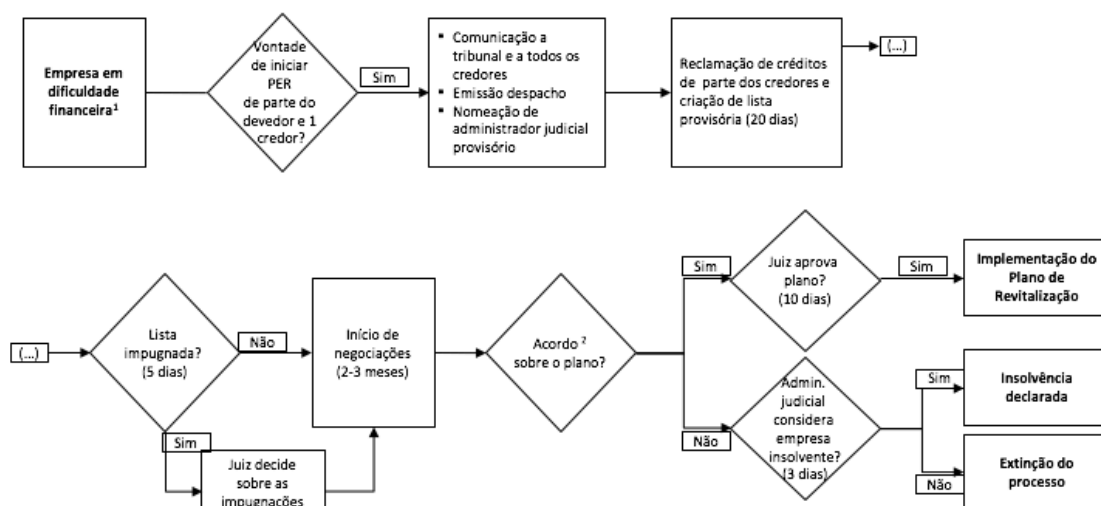 Empresa em
dificuldade
financeira¹
Vontade
de iniciar
PER
de parte do
devedor e 1
credor?
Sim
▪ Comunicação a
tribunal e a todos os
credores
▪ Emissão despacho
▪ Nomeação de
administrador judicial
provisório
Reclamação de créditos
de parte dos credores e
criação de lista
provisória (20 dias)
(...)
(...)
Lista
impugnada?
(5 dias)
Não
Sim
Juiz decide
sobre as
impugnações
Início de
negociações
(2-3 meses)
Acordo ²
sobre o plano?
Sim
Juiz aprova
plano?
(10 dias)
Sim
Implementação do
Plano de
Revitalização
Não
Admin.
judicial
considera
empresa
insolvente?
(3 dias)
Sim
Insolvência
declarada
Não
Extinção do
processo